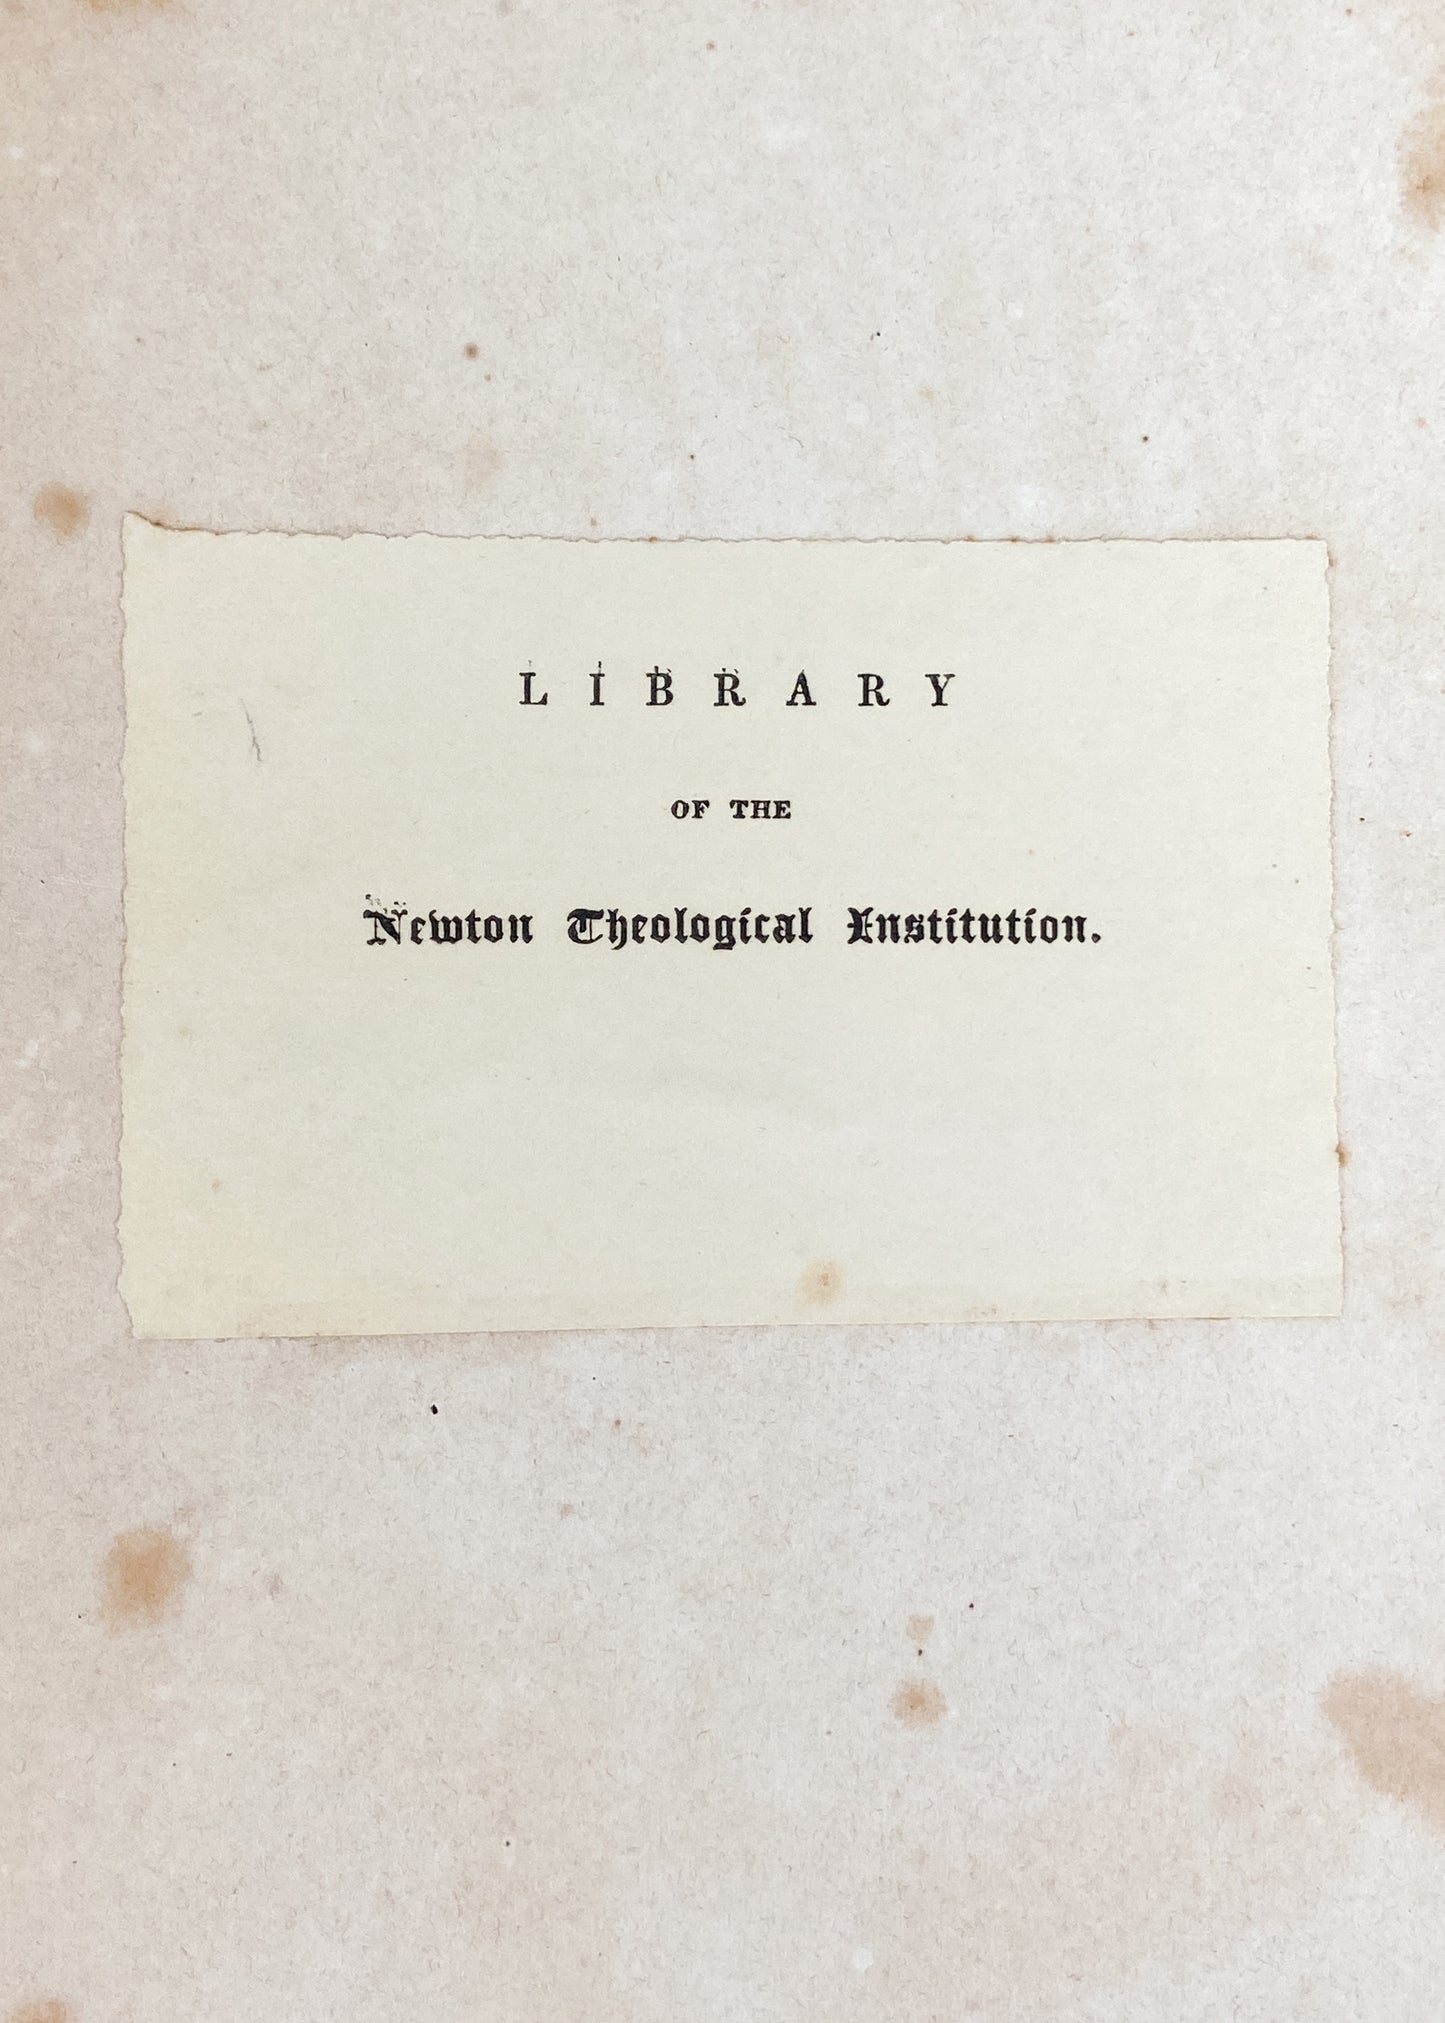 LIBRARY
OF THE
Newton Theological Institution.